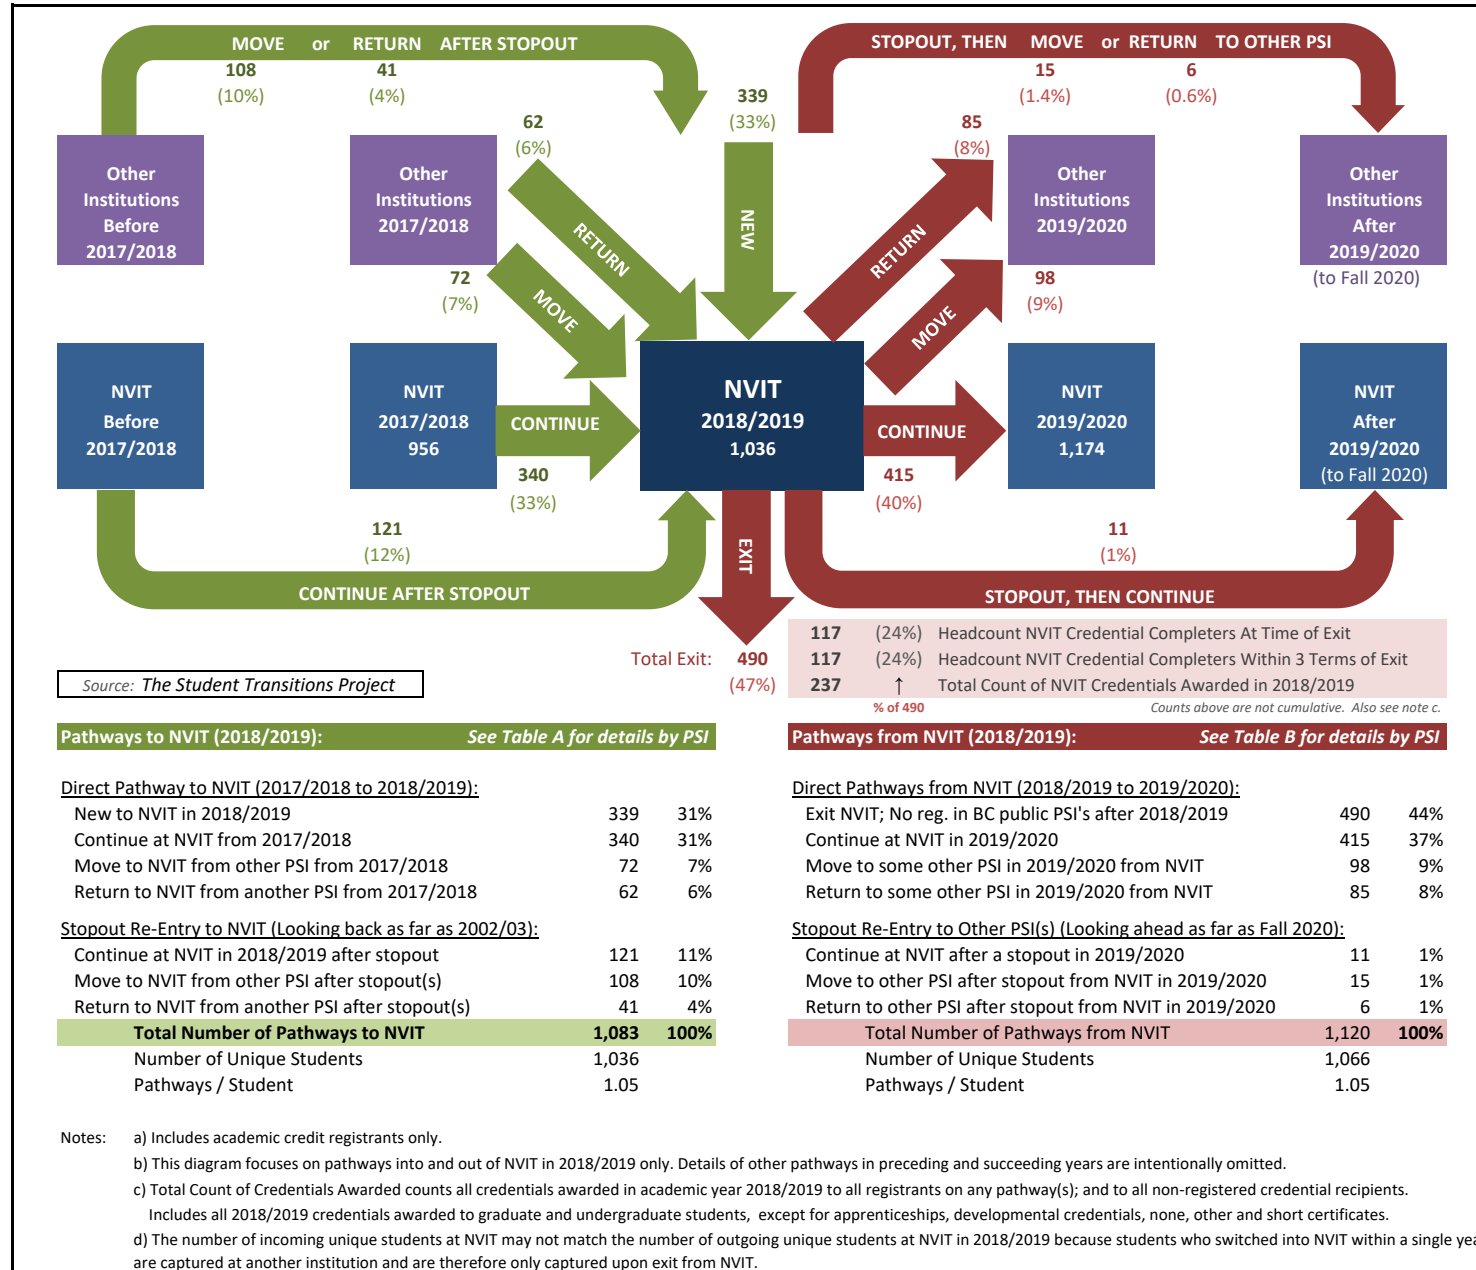 MOVE or RETURN AFTER STOPOUT
108 41
(10%) (4%)
STOPOUT, THEN MOVE or RETURN TO OTHER PSI
15 6
(1.4%) (0.6%)
339
(33%)
NEW
62
(6%)
RETURN
72
(7%)
MOVE
85
(8%)
RETURN
98
(9%)
MOVE
Other
Institutions
Before
2017/2018
Other
Institutions
2017/2018
Other
Institutions
2019/2020
Other
Institutions
After
2019/2020
(to Fall 2020)
NVIT
Before
2017/2018
NVIT
2017/2018
956
CONTINUE
340
(33%)
NVIT
2018/2019
1,036
CONTINUE
415
(40%)
NVIT
2019/2020
1,174
NVIT
After
2019/2020
(to Fall 2020)
121
(12%)
CONTINUE AFTER STOPOUT
EXIT
11
(1%)
STOPOUT, THEN CONTINUE
Total Exit: 490
(47%)
117 (24%) Headcount NVIT Credential Completers At Time of Exit
117 (24%) Headcount NVIT Credential Completers Within 3 Terms of Exit
237 ↑ Total Count of NVIT Credentials Awarded in 2018/2019
% of 490 Counts above are not cumulative. Also see note c.
Source: The Student Transitions Project
Pathways to NVIT (2018/2019): See Table A for details by PSI
Direct Pathway to NVIT (2017/2018 to 2018/2019):
New to NVIT in 2018/2019 339 31%
Continue at NVIT from 2017/2018 340 31%
Move to NVIT from other PSI from 2017/2018 72 7%
Return to NVIT from another PSI from 2017/2018 62 6%
Stopout Re-Entry to NVIT (Looking back as far as 2002/03):
Continue at NVIT in 2018/2019 after stopout 121 11%
Move to NVIT from other PSI after stopout(s) 108 10%
Return to NVIT from another PSI after stopout(s) 41 4%
Total Number of Pathways to NVIT 1,083 100%
Number of Unique Students 1,036
Pathways / Student 1.05
Pathways from NVIT (2018/2019): See Table B for details by PSI
Direct Pathways from NVIT (2018/2019 to 2019/2020):
Exit NVIT; No reg. in BC public PSI's after 2018/2019 490 44%
Continue at NVIT in 2019/2020 415 37%
Move to some other PSI in 2019/2020 from NVIT 98 9%
Return to some other PSI in 2019/2020 from NVIT 85 8%
Stopout Re-Entry to Other PSI(s) (Looking ahead as far as Fall 2020):
Continue at NVIT after a stopout in 2019/2020 11 1%
Move to other PSI after stopout from NVIT in 2019/2020 15 1%
Return to other PSI after stopout from NVIT in 2019/2020 6 1%
Total Number of Pathways from NVIT 1,120 100%
Number of Unique Students 1,066
Pathways / Student 1.05
Notes: a) Includes academic credit registrants only.
b) This diagram focuses on pathways into and out of NVIT in 2018/2019 only. Details of other pathways in preceding and succeeding years are intentionally omitted.
c) Total Count of Credentials Awarded counts all credentials awarded in academic year 2018/2019 to all registrants on any pathway(s); and to all non-registered credential recipients.
Includes all 2018/2019 credentials awarded to graduate and undergraduate students, except for apprenticeships, developmental credentials, none, other and short certificates.
d) The number of incoming unique students at NVIT may not match the number of outgoing unique students at NVIT in 2018/2019 because students who switched into NVIT within a single yea
are captured at another institution and are therefore only captured upon exit from NVIT.